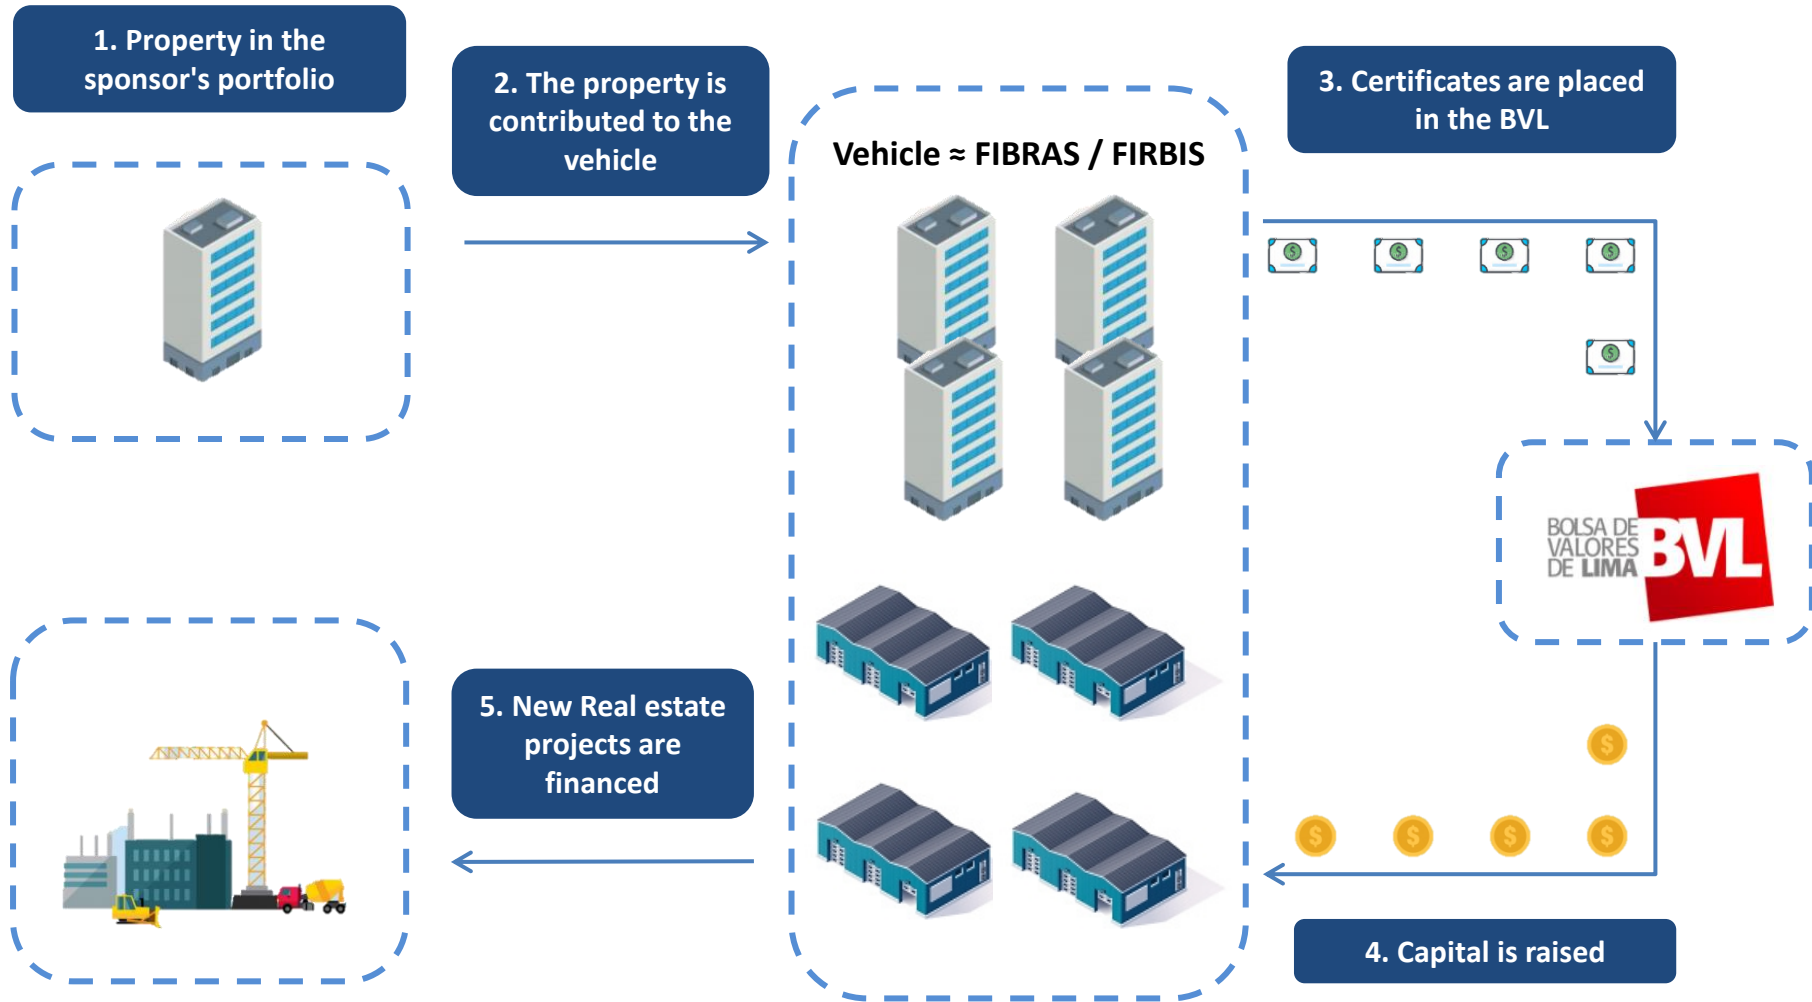 1. Property in the
sponsor's portfolio
2. The property is
contributed to the
vehicle
Vehicle ≈ FIBRAS / FIRBIS
3. Certificates are placed
in the BVL
BOLSA DE
VALORES
DE LIMA
BVL
4. Capital is raised
5. New Real estate
projects are
financed